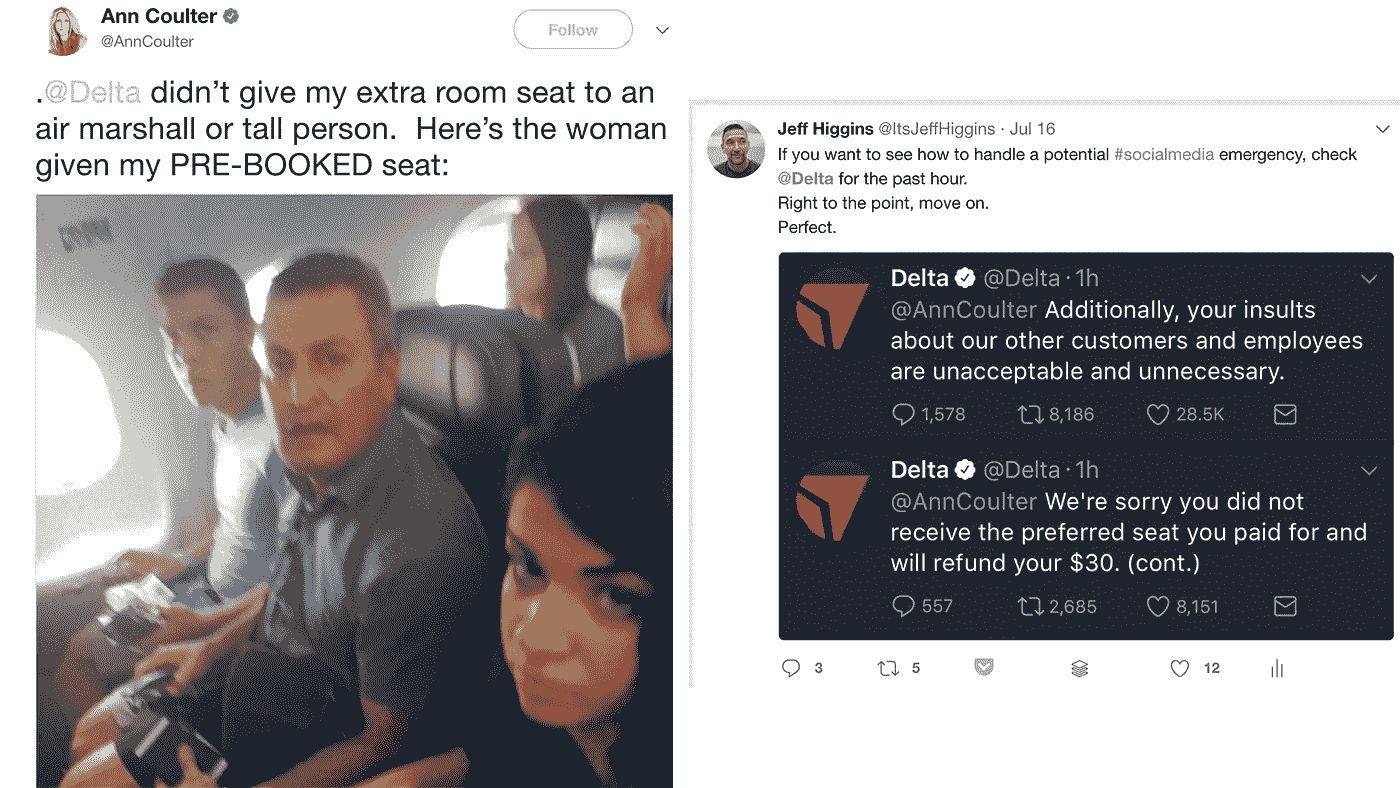 Ann Coulter
@AnnCoulter
Follow
.@Delta didn't give my extra room seat to an
air marshall or tall person.  Here's the woman
given my PRE-BOOKED seat:
Jeff Higgins @ItsJeffHiggins · Jul 16
If you want to see how to handle a potential #socialmedia emergency, check
@Delta for the past hour.
Right to the point, move on.
Perfect.
Delta @Delta · 1h
@AnnCoulter Additionally, your insults
about our other customers and employees
are unacceptable and unnecessary.
1,578 8,186 28.5K
Delta @Delta · 1h
@AnnCoulter We're sorry you did not
receive the preferred seat you paid for and
will refund your $30. (cont.)
557 2,685 8,151
3 5 12